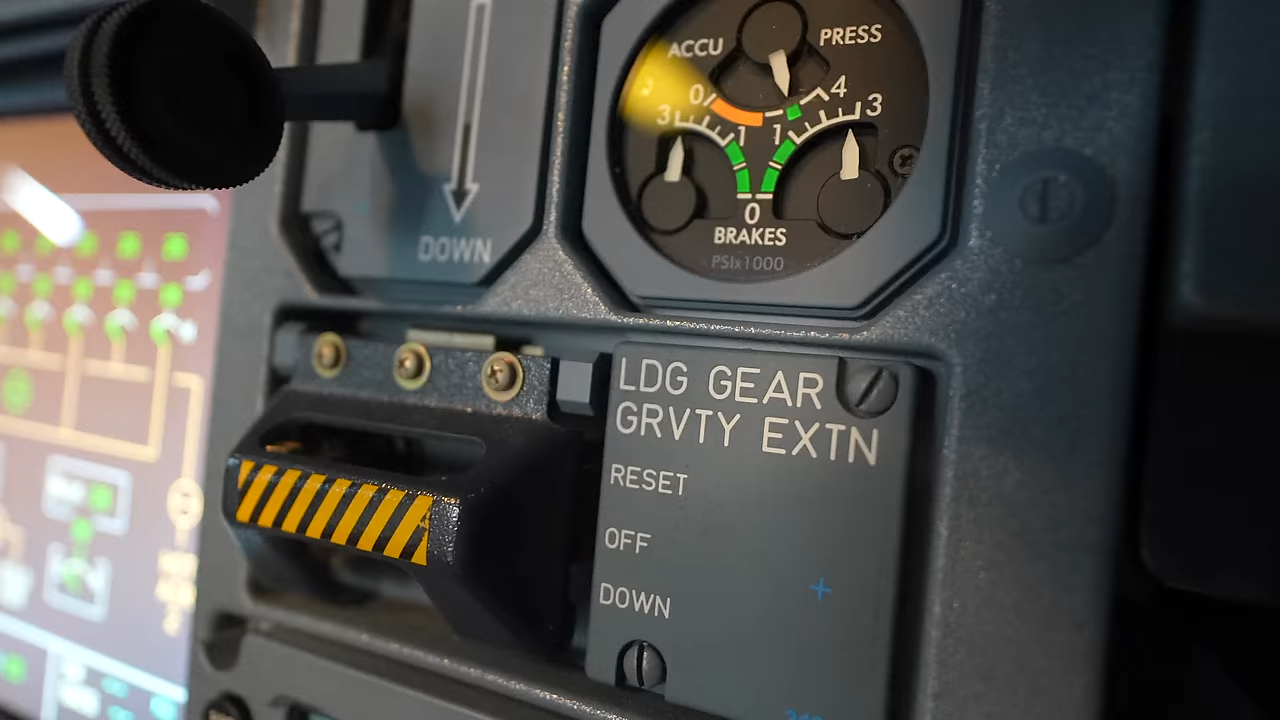 ACCU PRESS
0 4
3 1 1 3
0
BRAKES
PSIx1000
DOWN
LDG GEAR
GRVTY EXTN
RESET
OFF
DOWN